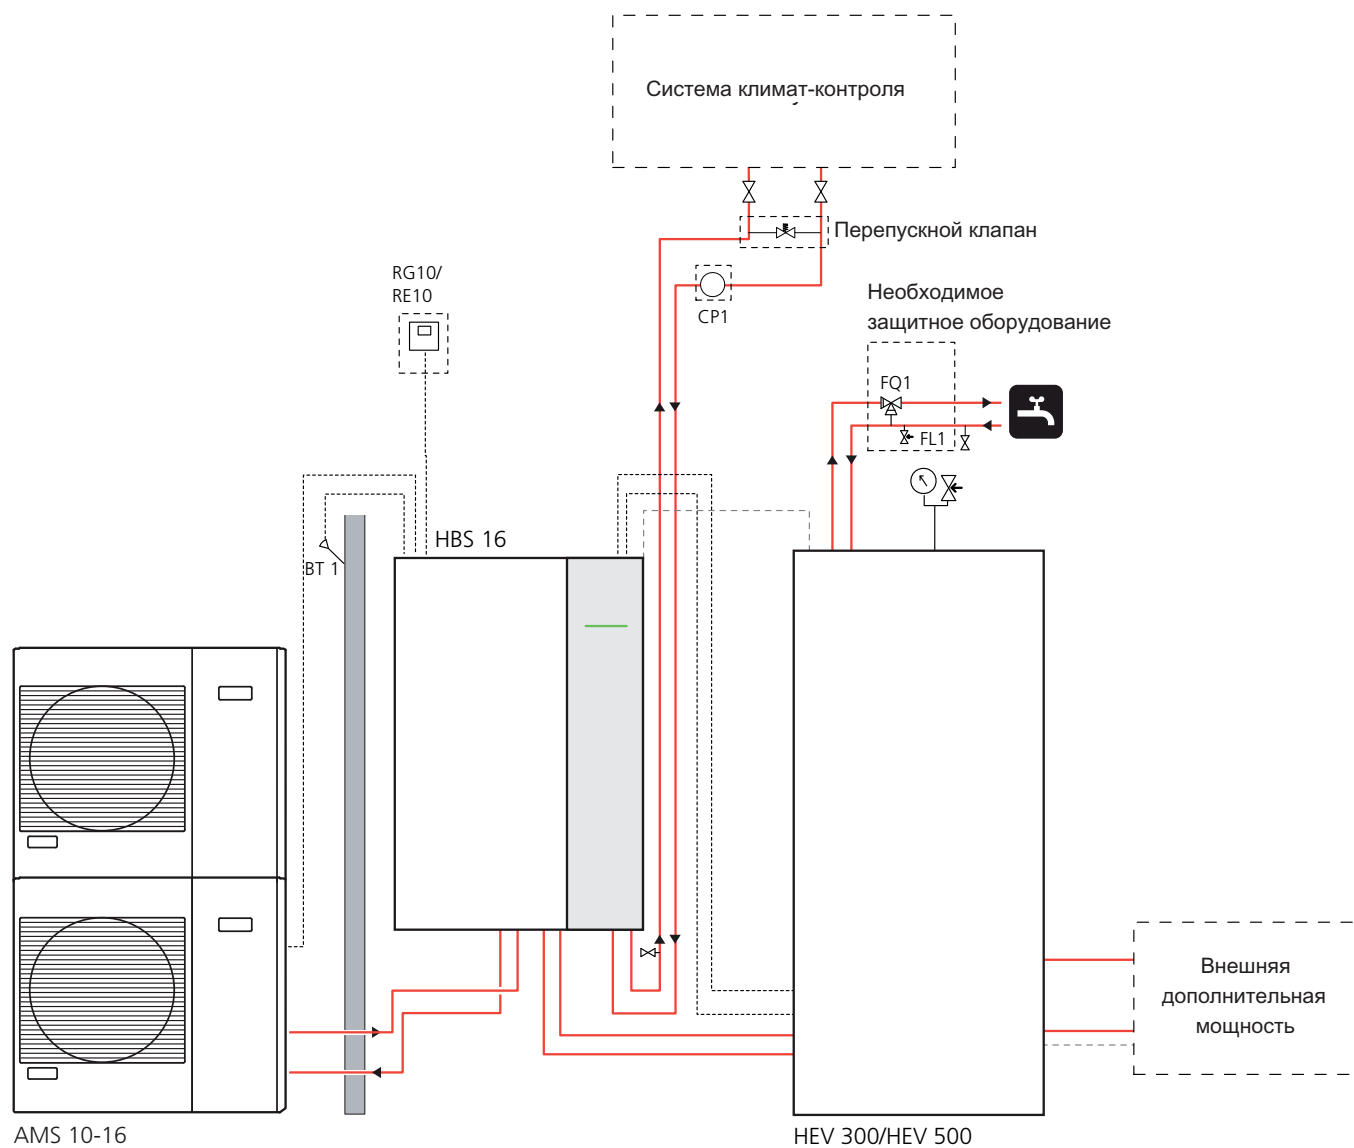 Система климат-контроля
Перепускной клапан
RG10/
RE10
CP1
Необходимое
защитное оборудование
FQ1
FL1
HBS 16
BT 1
Внешняя
дополнительная
мощность
AMS 10-16
HEV 300/HEV 500